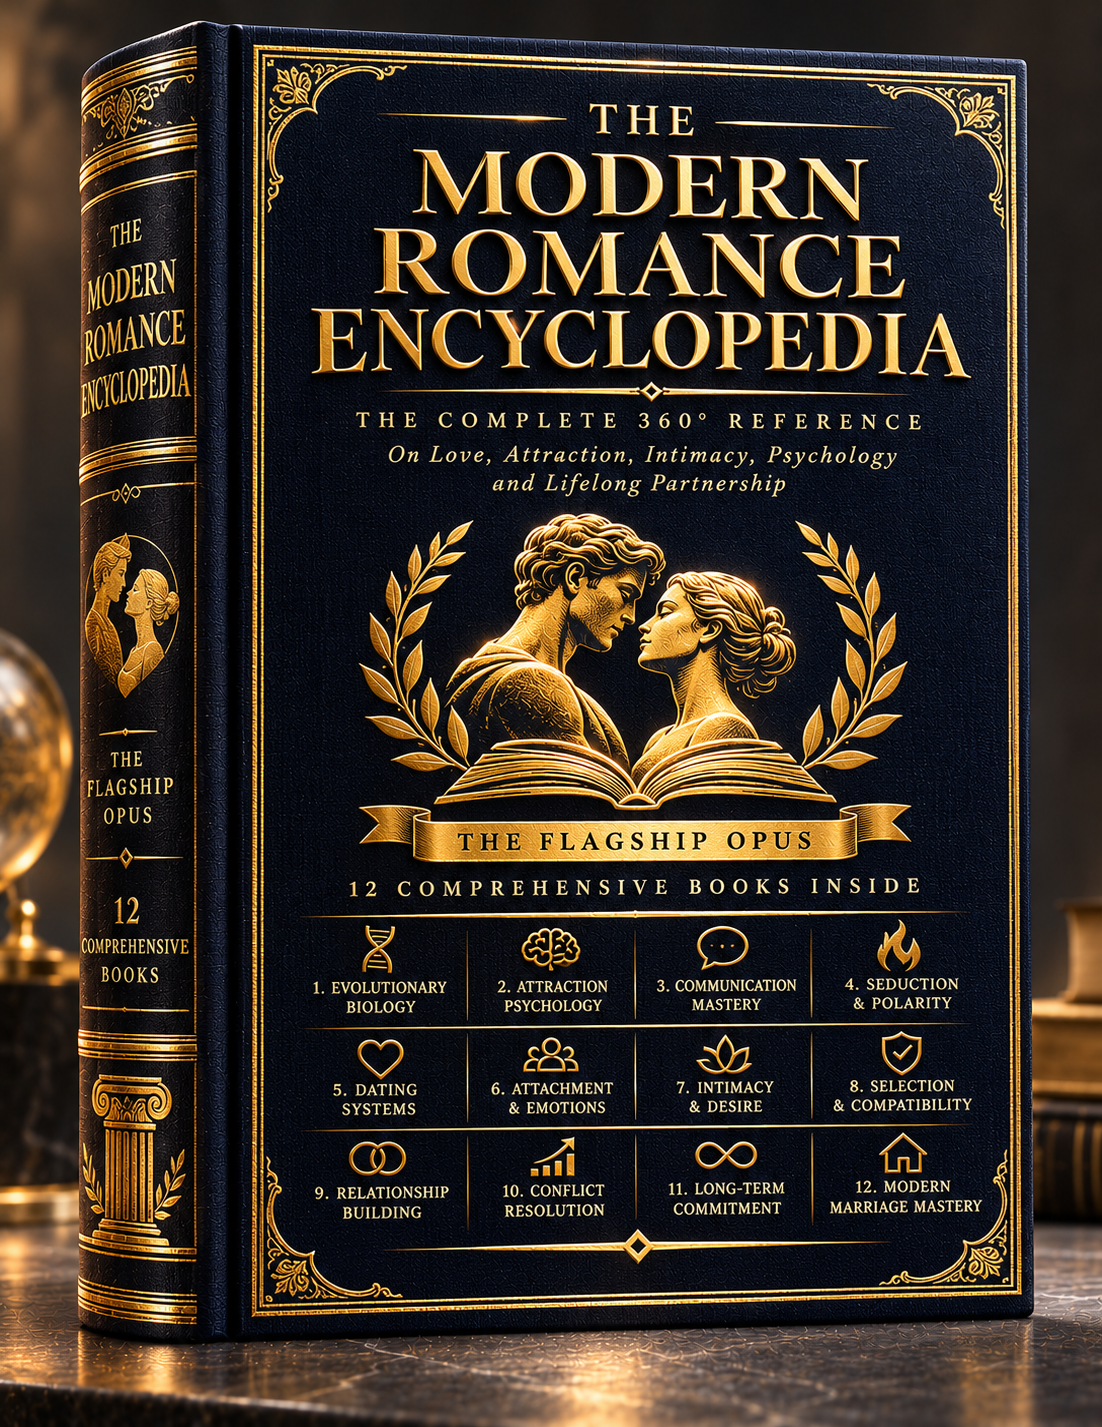 THE
MODERN
ROMANCE
ENCYCLOPEDIA
THE FLAGSHIP OPUS
12
COMPREHENSIVE
BOOKS
THE
MODERN
ROMANCE
ENCYCLOPEDIA
THE COMPLETE 360° REFERENCE
On Love, Attraction, Intimacy, Psychology
and Lifelong Partnership
THE FLAGSHIP OPUS
12 COMPREHENSIVE BOOKS INSIDE
1. EVOLUTIONARY
BIOLOGY
2. ATTRACTION
PSYCHOLOGY
3. COMMUNICATION
MASTERY
4. SEDUCTION
& POLARITY
5. DATING
SYSTEMS
6. ATTACHMENT
& EMOTIONS
7. INTIMACY
& DESIRE
8. SELECTION
& COMPATIBILITY
9. RELATIONSHIP
BUILDING
10. CONFLICT
RESOLUTION
11. LONG-TERM
COMMITMENT
12. MODERN
MARRIAGE MASTERY